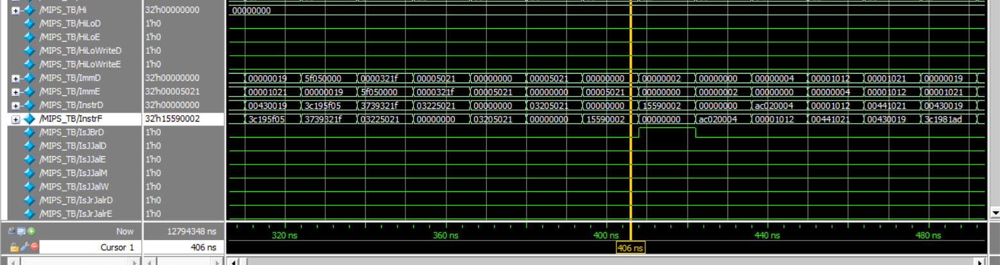 /MIPS_TB/Hi 32'h00000000 00000000
/MIPS_TB/HiLoD 1'h0
/MIPS_TB/HiLoE 1'h0
/MIPS_TB/HiLoWriteD 1'h0
/MIPS_TB/HiLoWriteE 1'h0
/MIPS_TB/ImmD 32'h00000000 00000019 5f050000 0000321f 00005021 00000000 00005021 00000000 00000002 00000000 00000004 00001012 00001021 00000019
/MIPS_TB/ImmE 32'h00005021 00001021 00000019 5f050000 0000321f 00005021 00000000 00005021 00000000 00000002 00000000 00000004 00001012 00001021
/MIPS_TB/InstrD 32'h00000000 00430019 3c195f05 3739321f 03225021 00000000 03205021 00000000 15590002 00000000 ac020004 00001012 00441021 00430019
/MIPS_TB/InstrF 32'h15590002 3c195f05 3739321f 03225021 00000000 03205021 00000000 15590002 00000000 ac020004 00001012 00441021 00430019 3c1981ad
/MIPS_TB/IsJBrD 1'h0
/MIPS_TB/IsJJalD 1'h0
/MIPS_TB/IsJJalE 1'h0
/MIPS_TB/IsJJalM 1'h0
/MIPS_TB/IsJJalW 1'h0
/MIPS_TB/IsJrJalrD 1'h0
/MIPS_TB/IsJrJalrE 1'h0
Now 12794348 ns 320 ns 360 ns 400 ns 440 ns 480 ns
Cursor 1 406 ns 406 ns